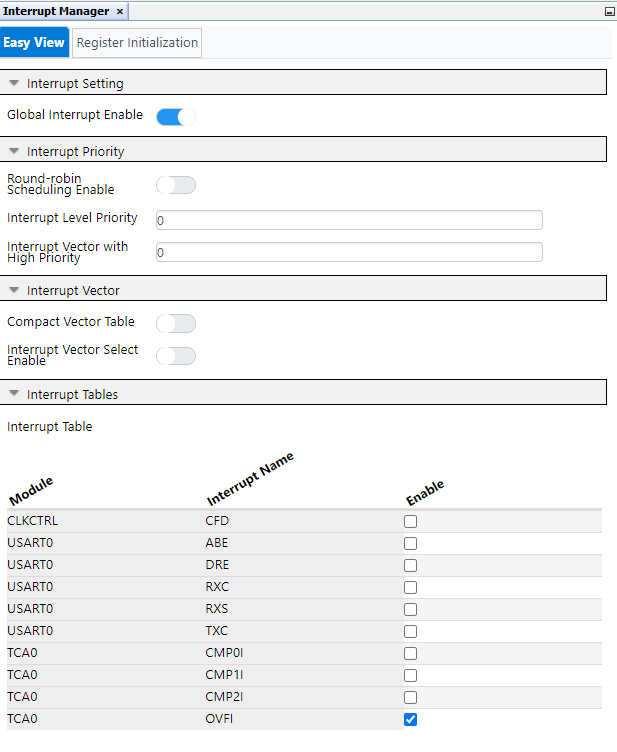 Interrupt Manager ×
Easy View Register Initialization
Interrupt Setting
Global Interrupt Enable
Interrupt Priority
Round-robin
Scheduling Enable
Interrupt Level Priority 0
Interrupt Vector with
High Priority 0
Interrupt Vector
Compact Vector Table
Interrupt Vector Select
Enable
Interrupt Tables
Interrupt Table
Module Interrupt Name Enable
CLKCTRL CFD
USART0 ABE
USART0 DRE
USART0 RXC
USART0 RXS
USART0 TXC
TCA0 CMP0I
TCA0 CMP1I
TCA0 CMP2I
TCA0 OVFI